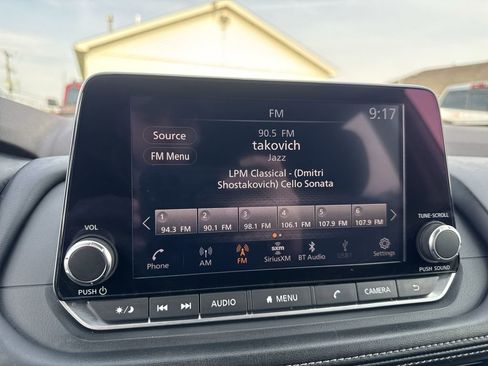 FM
9:17
Source
90.5 FM
takovich
FM Menu
Jazz
LPM Classical - (Dmitri
Shostakovich) Cello Sonata
1 2 3 4 5 6
94.3 FM 90.1 FM 98.1 FM 106.1 FM 107.9 FM 107.9 FM
VOL
TUNE·SCROLL
Phone AM FM sxm SiriusXM BT Audio USB1 Settings
PUSH
PUSH SOUND
AUDIO MENU CAMERA